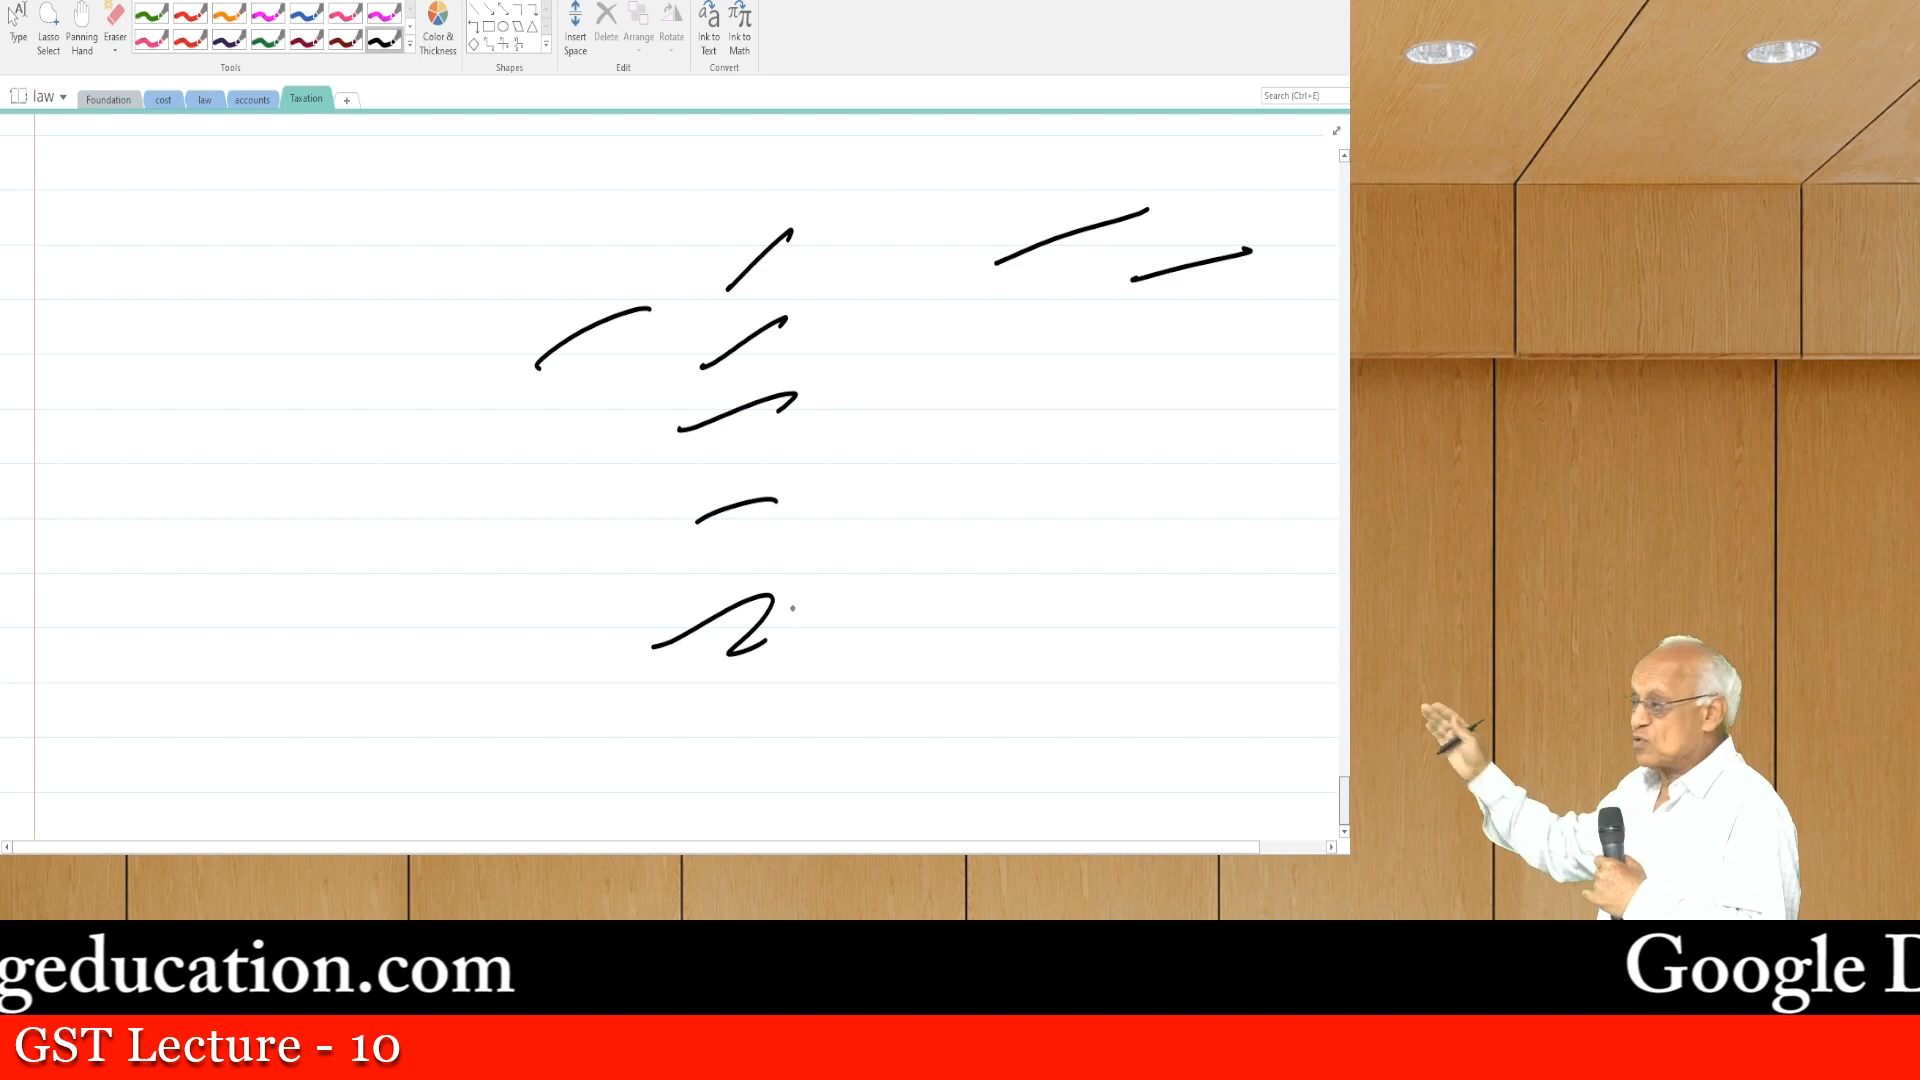 Type
Lasso Select
Panning Hand
Eraser
Color & Thickness
Insert Space
Delete
Arrange
Rotate
Ink to Text
Ink to Math
Tools
Shapes
Edit
Convert
law
Foundation
cost
law
accounts
Taxation
Search (Ctrl+E)
geducation.com
Google D
GST Lecture - 10